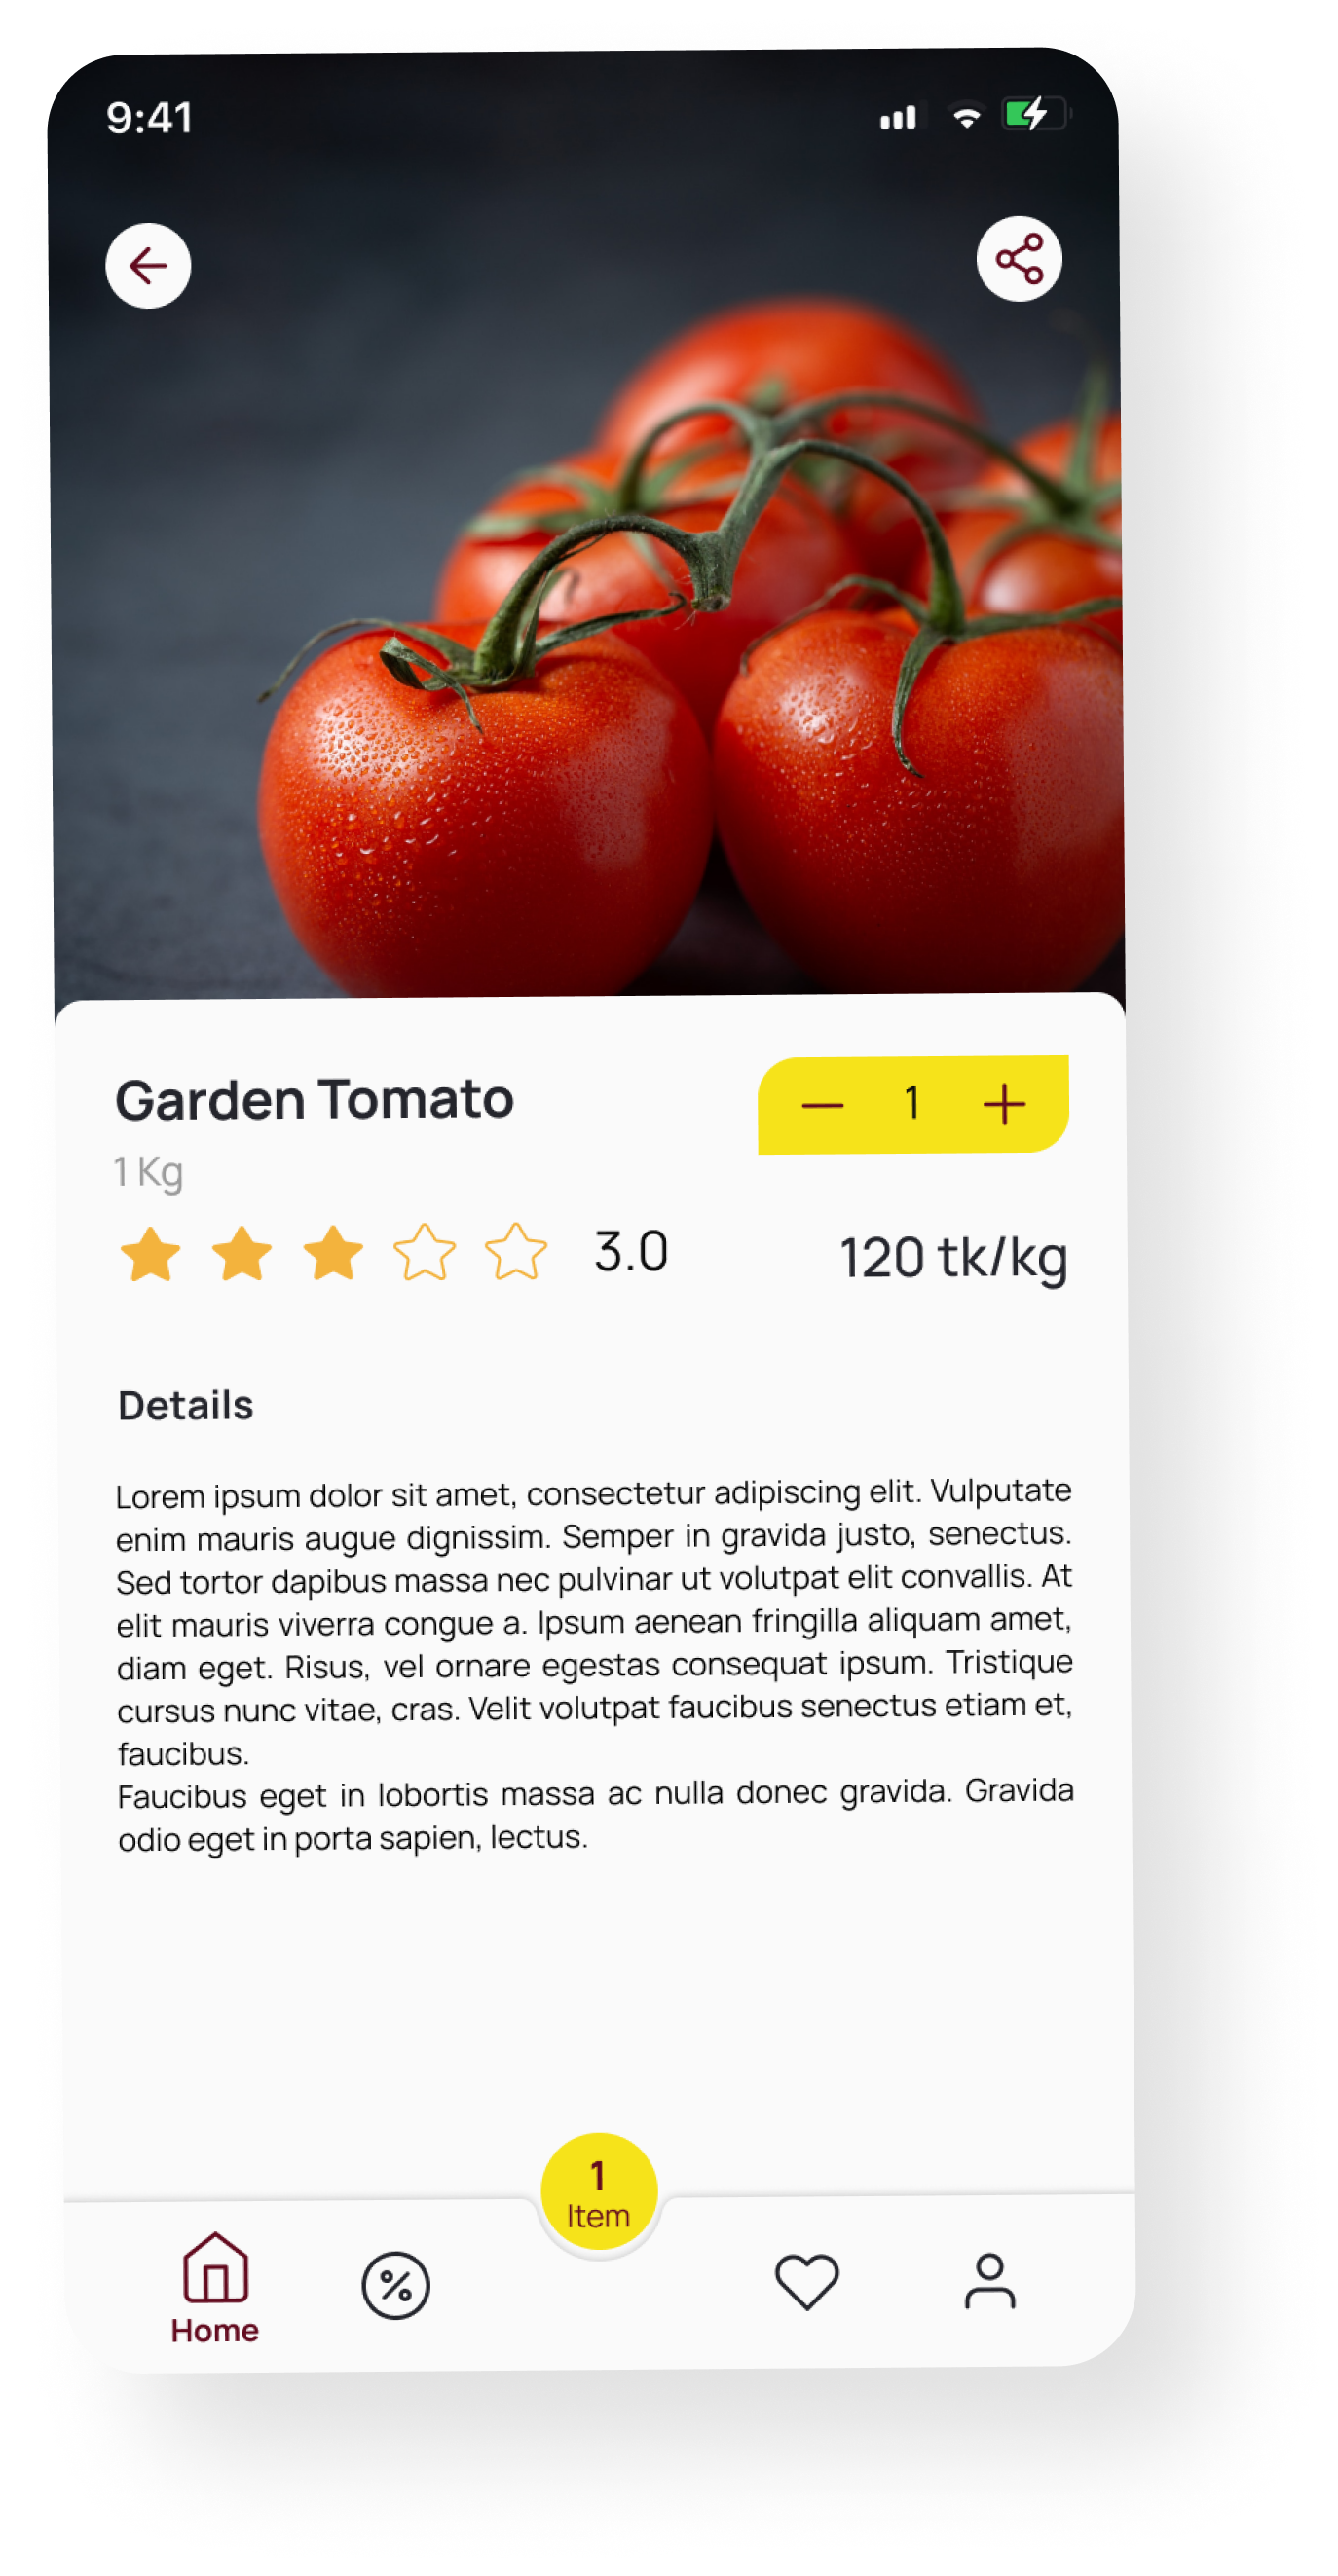 9:41
Garden Tomato
1
1 Kg
3.0
120 tk/kg
Details
Lorem ipsum dolor sit amet, consectetur adipiscing elit. Vulputate
enim mauris augue dignissim. Semper in gravida justo, senectus.
Sed tortor dapibus massa nec pulvinar ut volutpat elit convallis. At
elit mauris viverra congue a. Ipsum aenean fringilla aliquam amet,
diam eget. Risus, vel ornare egestas consequat ipsum. Tristique
cursus nunc vitae, cras. Velit volutpat faucibus senectus etiam et,
faucibus.
Faucibus eget in lobortis massa ac nulla donec gravida. Gravida
odio eget in porta sapien, lectus.
1
Item
Home